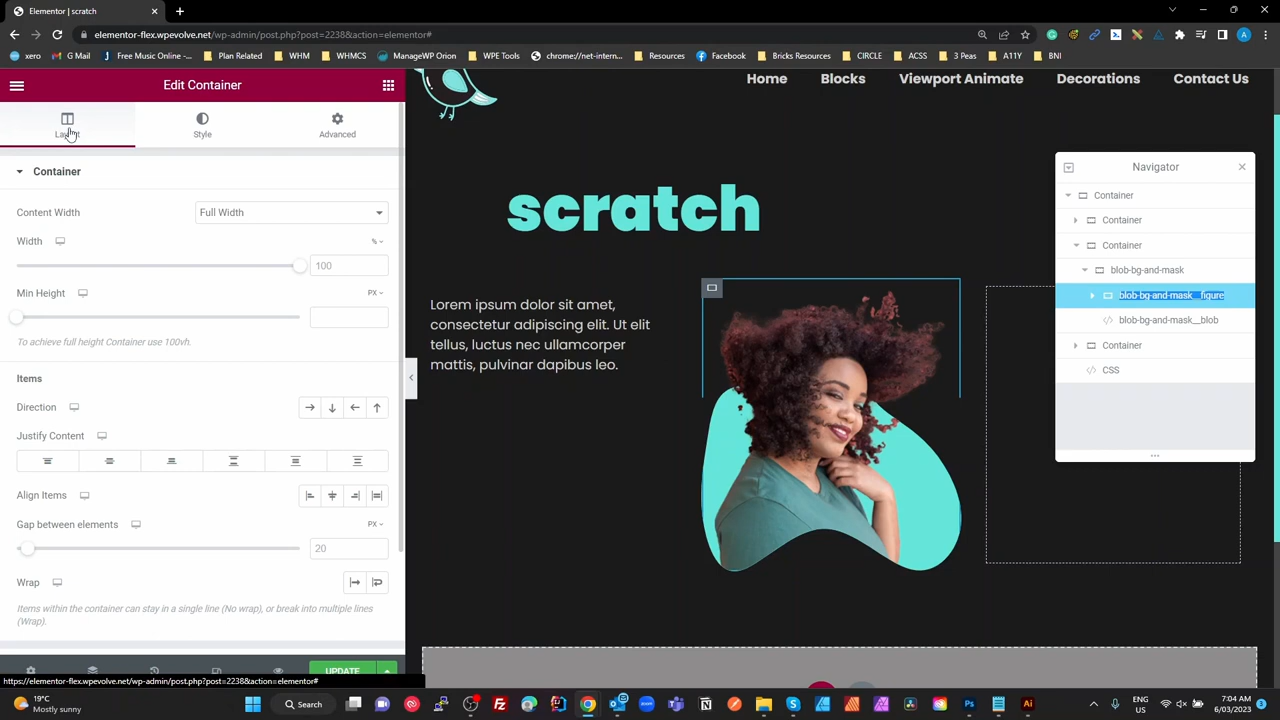 Elementor | scratch
elementor-flex.wpevolve.net/wp-admin/post.php?post=2238&action=elementor#
xero
G Mail
Journal | Free Music...
Other Plugins
Plan Related
WHM
WHMCS
ManageWP Orion
WPE Tools
chrome://net-intern...
Resources
Facebook
Bricks Resources
CIRCLE
ACSS
3 Peas
A11Y
BNI
Edit Container
Style
Advanced
Container
Content Width
Full Width
Width
%
100
Min Height
PX
To achieve full height Container use 100vh.
Items
Direction
Justify Content
Align Items
Gap between elements
PX
20
Wrap
Items within the container can stay in a single line (No wrap), or break into multiple lines
(Wrap).
UPDATE
https://elementor-flex.wpevolve.net/wp-admin/post.php?post=2238&action=elementor#
Home
Blocks
Viewport Animate
Decorations
Contact Us
scratch
Lorem ipsum dolor sit amet,
consectetur adipiscing elit. Ut elit
tellus, luctus nec ullamcorper
mattis, pulvinar dapibus leo.
Navigator
Container
Container
Container
blob-bg-and-mask
blob-bg-and-mask__figure
blob-bg-and-mask__blob
Container
CSS
19°C
Mostly sunny
Search
ENG
US
7:04 AM
6/03/2023